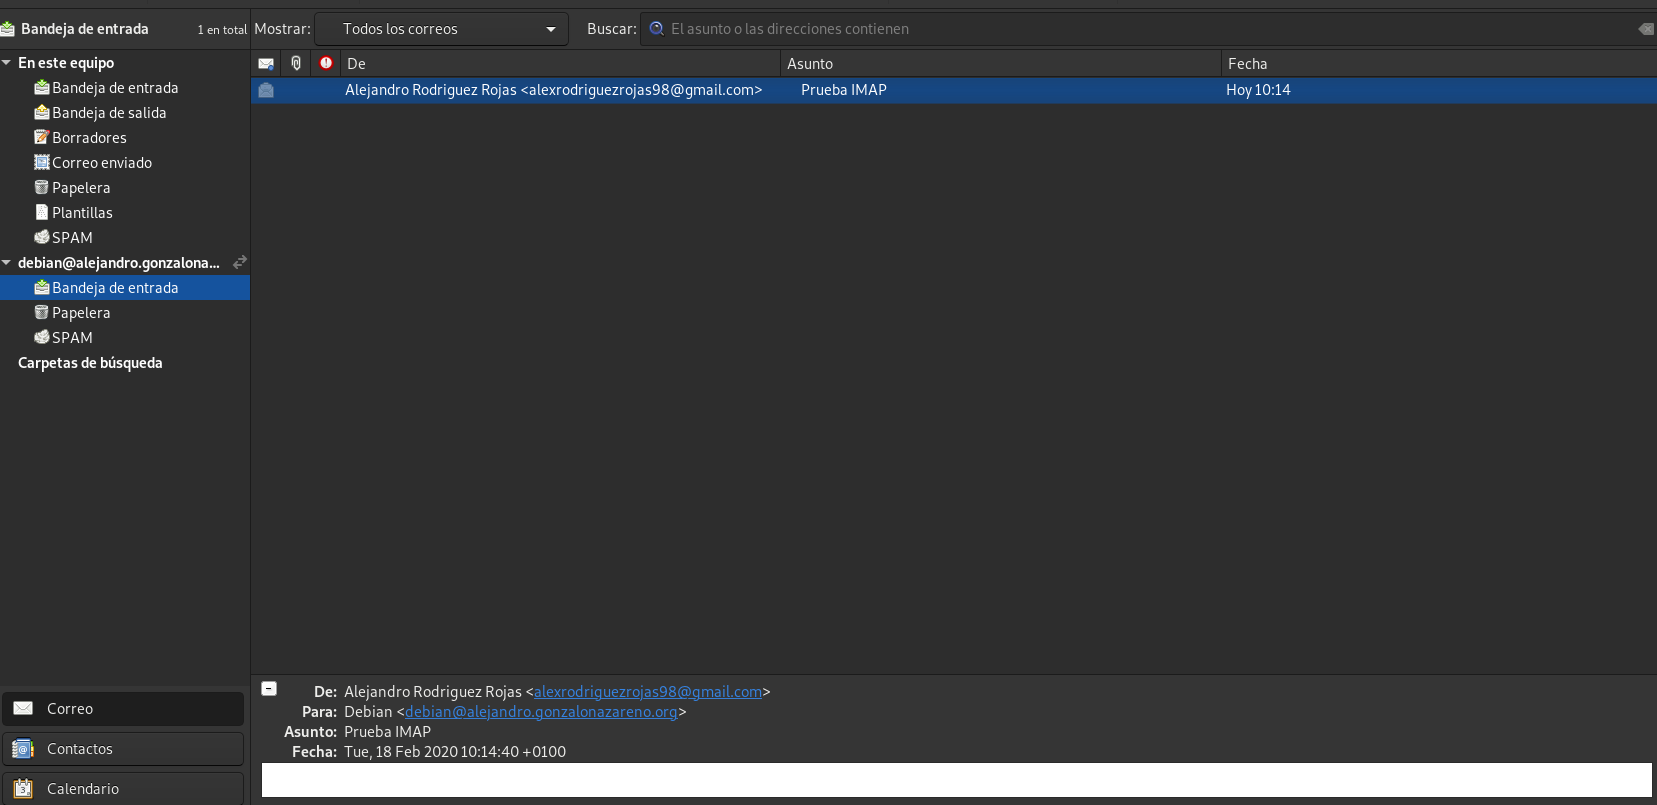 Bandeja de entrada 1 en total Mostrar: Todos los correos Buscar: El asunto o las direcciones contienen
En este equipo
Bandeja de entrada
Bandeja de salida
Borradores
Correo enviado
Papelera
Plantillas
SPAM
debian@alejandro.gonzalona...
Bandeja de entrada
Papelera
SPAM
Carpetas de búsqueda
Correo
Contactos
3 Calendario
De Asunto Fecha
Alejandro Rodriguez Rojas <alexrodriguezrojas98@gmail.com> Prueba IMAP Hoy 10:14
De: Alejandro Rodriguez Rojas <alexrodriguezrojas98@gmail.com>
Para: Debian <debian@alejandro.gonzalonazareno.org>
Asunto: Prueba IMAP
Fecha: Tue, 18 Feb 2020 10:14:40 +0100